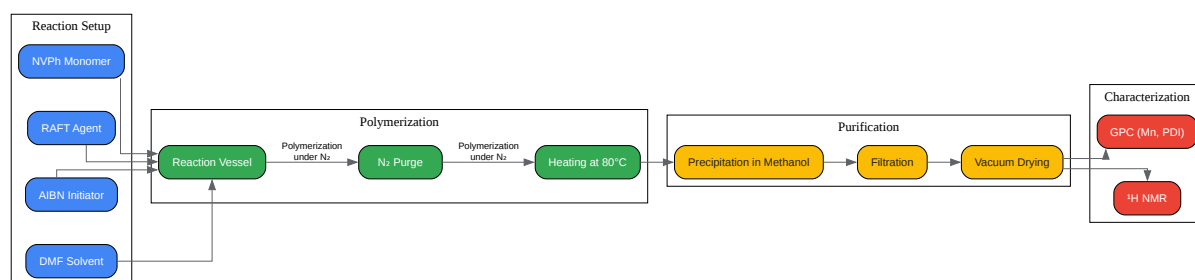 Reaction Setup
NVPh Monomer
RAFT Agent
AIBN Initiator
DMF Solvent
Polymerization
Reaction Vessel
Polymerization
under N₂
N₂ Purge
Polymerization
under N₂
Heating at 80°C
Purification
Precipitation in Methanol
Filtration
Vacuum Drying
Characterization
GPC (Mn, PDI)
¹H NMR